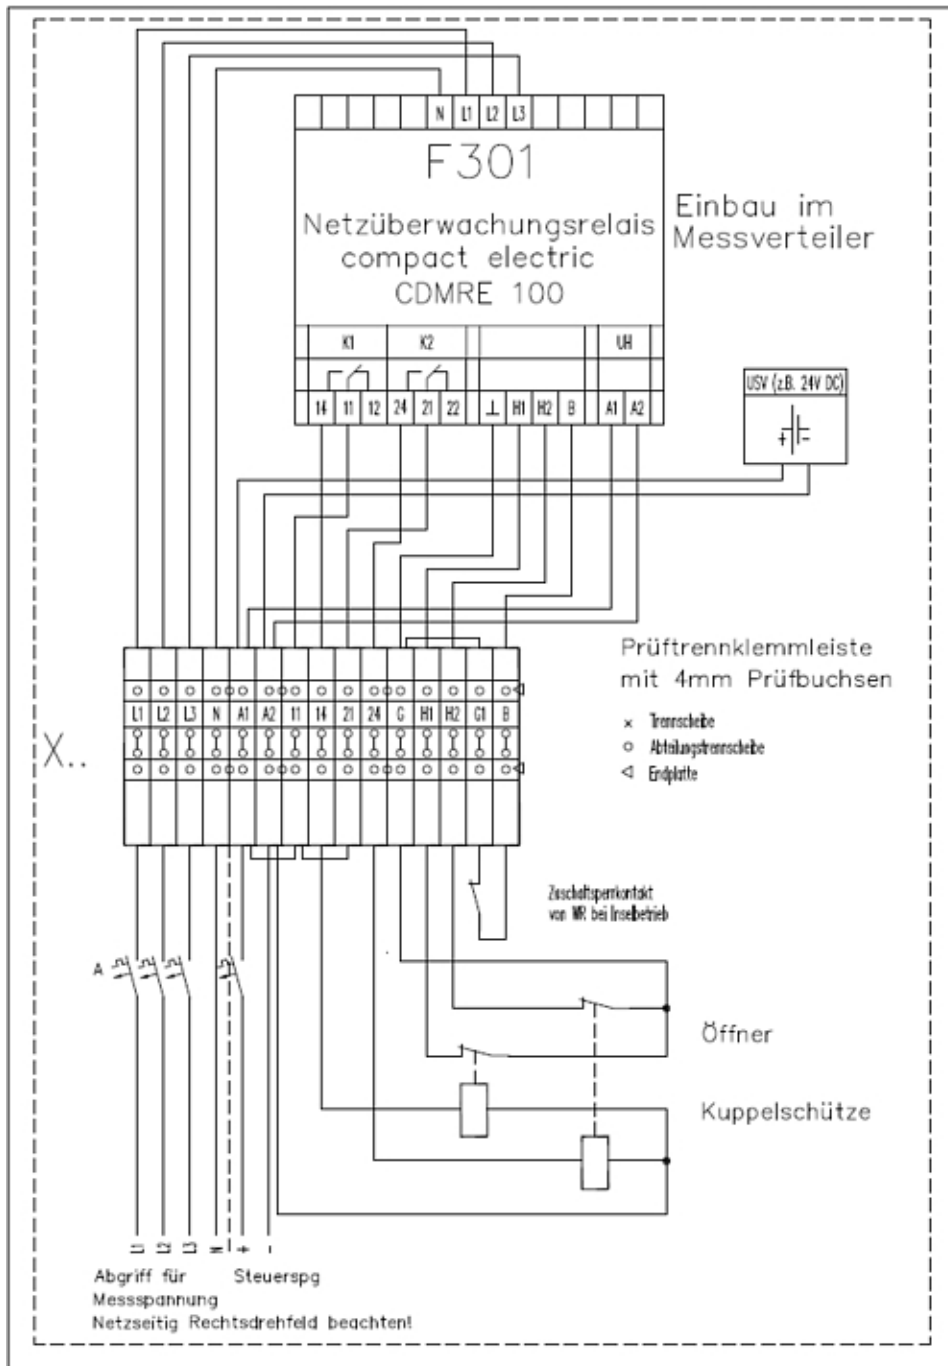 N L1 L2 L3
F301
Netzüberwachungsrelais
compact electric
CDMRE 100
Einbau im
Messverteiler
K1 K2 UH
14 11 12 24 21 22 ⊥ H1 H2 B A1 A2
USV (z.B. 24V DC)
+ -
Prüftrennklemmleiste
mit 4mm Prüfbuchsen
x Trennscheibe
o Abteilungstrennscheibe
◁ Endplatte
L1 L2 L3 N A1 A2 11 14 21 24 G H1 H2 G1 B
X..
Zuschaltsperrkontakt
von WR bei Inselbetrieb
A
Öffner
Kuppelschütze
L1 L2 L3 N + -
Abgriff für Steuerspg
Messspannung
Netzseitig Rechtsdrehfeld beachten!